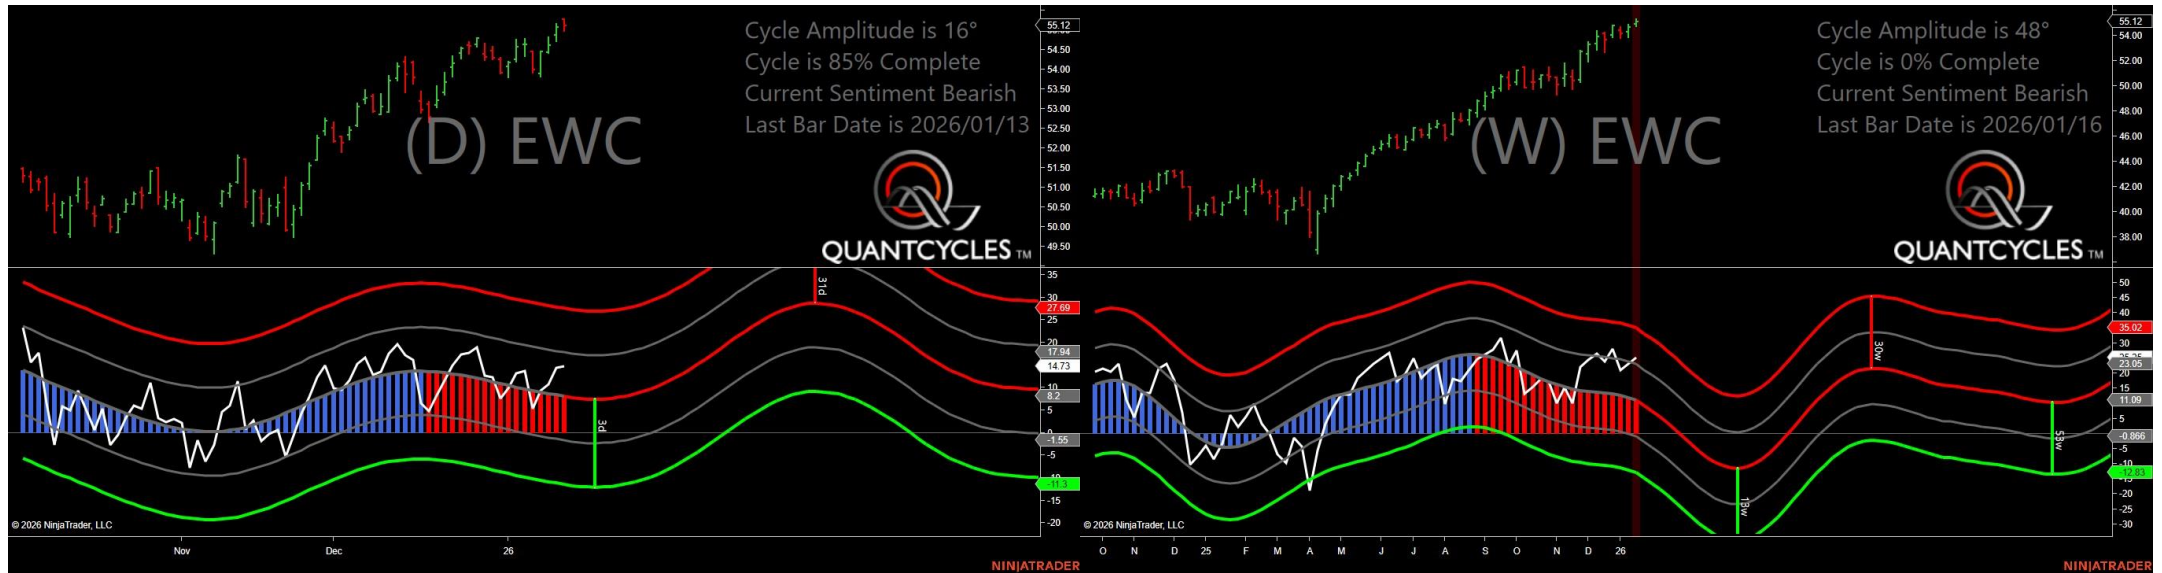 Cycle Amplitude is 16°
Cycle is 85% Complete
Current Sentiment Bearish
Last Bar Date is 2026/01/13
(D) EWC
QUANTCYCLES TM
55.12
54.50
54.00
53.50
53.00
52.50
52.00
51.50
51.00
50.50
50.00
49.50
31d
3d
35
30
27.69
25
20
17.94
14.73
10
8.2
5
0
-1.55
-5
-11.3
-15
-20
© 2026 NinjaTrader, LLC
Nov
Dec
26
NINJATRADER
Cycle Amplitude is 48°
Cycle is 0% Complete
Current Sentiment Bearish
Last Bar Date is 2026/01/16
(W) EWC
QUANTCYCLES TM
55.12
54.00
52.00
50.00
48.00
46.00
44.00
42.00
40.00
38.00
30w
53w
50
45
40
35.02
30
23.05
20
15
11.09
5
-0.866
-5
-10
-12.83
-20
-25
-30
© 2026 NinjaTrader, LLC
O N D 25 F M A M J J A S O N D 26
NINJATRADER